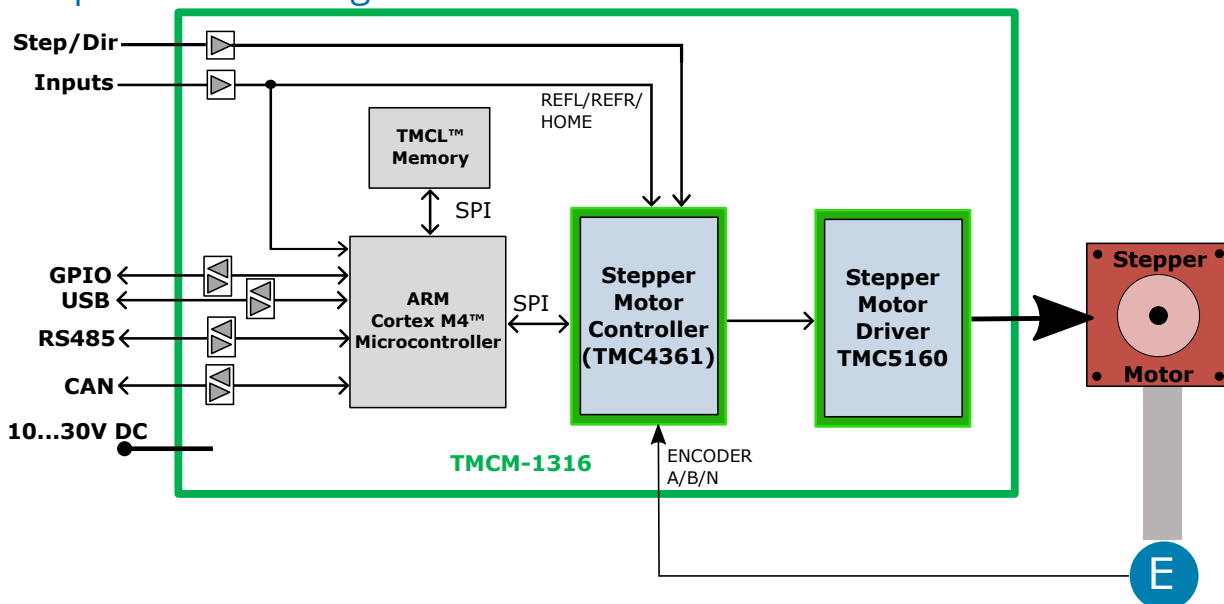 Step/Dir
Inputs
REFL/REFR/
HOME
TMCL™
Memory
SPI
GPIO
USB
RS485
CAN
10...30V DC
ARM
Cortex M4™
Microcontroller
SPI
Stepper
Motor
Controller
(TMC4361)
Stepper
Motor
Driver
TMC5160
Stepper
Motor
TMCM-1316
ENCODER
A/B/N
E